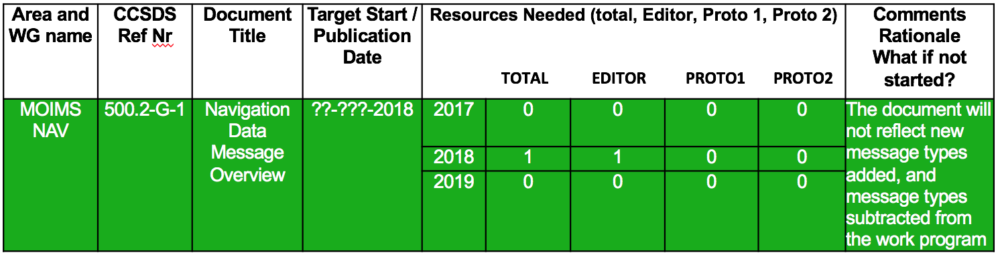 Area and WG name
CCSDS Ref Nr
Document Title
Target Start / Publication Date
Resources Needed (total, Editor, Proto 1, Proto 2)
TOTAL EDITOR PROTO1 PROTO2
Comments
Rationale
What if not
started?
MOIMS
NAV
500.2-G-1
Navigation
Data
Message
Overview
??-???-2018
2017 0 0 0 0
2018 1 1 0 0
2019 0 0 0 0
The document will
not reflect new
message types
added, and
message types
subtracted from
the work program